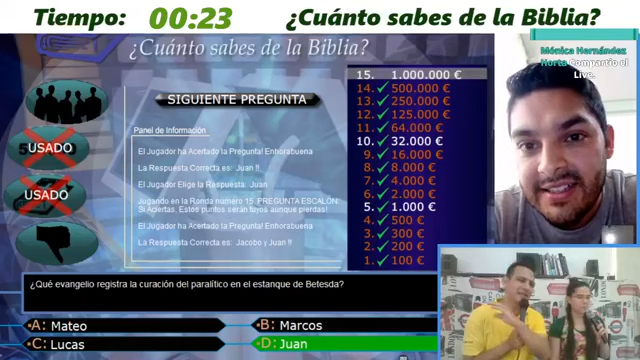 Tiempo: 00:23 ¿Cuánto sabes de la Biblia?
¿Cuánto sabes de la Biblia?
Mónica Hernández
Norte Compartio el
Live.
SIGUIENTE PREGUNTA
Panel de Información
El Jugador ha Acertado la Pregunta! Enhorabuena
La Respuesta Correcta es: Juan !!
El Jugador Elige la Respuesta: Juan
Jugando en la Ronda número 15 ¡PREGUNTA ESCALÓN:
Si Aciertas, Estos puntos serán tuyos aunque pierdas!
El Jugador ha Acertado la Pregunta! Enhorabuena
La Respuesta Correcta es: Jacobo y Juan !!
USADO
USADO
15. 1.000.000 €
14. ✓ 500.000 €
13. ✓ 250.000 €
12. ✓ 125.000 €
11. ✓ 64.000 €
10. ✓ 32.000 €
9. ✓ 16.000 €
8. ✓ 8.000 €
7. ✓ 4.000 €
6. ✓ 2.000 €
5. ✓ 1.000 €
4. ✓ 500 €
3. ✓ 300 €
2. ✓ 200 €
1. ✓ 100 €
¿Qué evangelio registra la curación del paralítico en el estanque de Betesda?
A: Mateo
B: Marcos
C: Lucas
D: Juan